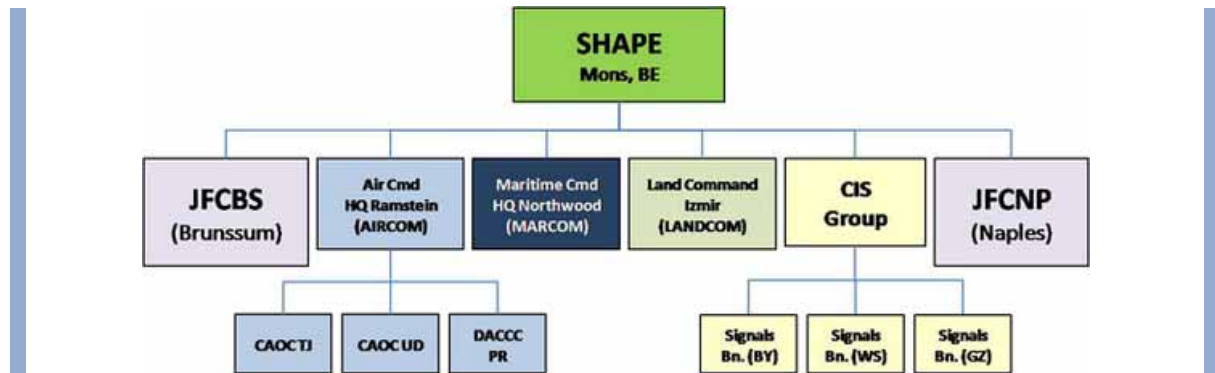 SHAPE
Mons, BE
JFCBS
(Brunssum)
Air Cmd
HQ Ramstein
(AIRCOM)
Maritime Cmd
HQ Northwood
(MARCOM)
Land Command
Izmir
(LANDCOM)
CIS
Group
JFCNP
(Naples)
CAOC TJ
CAOC UD
DACCC
PR
Signals
Bn. (BY)
Signals
Bn. (WS)
Signals
Bn. (GZ)